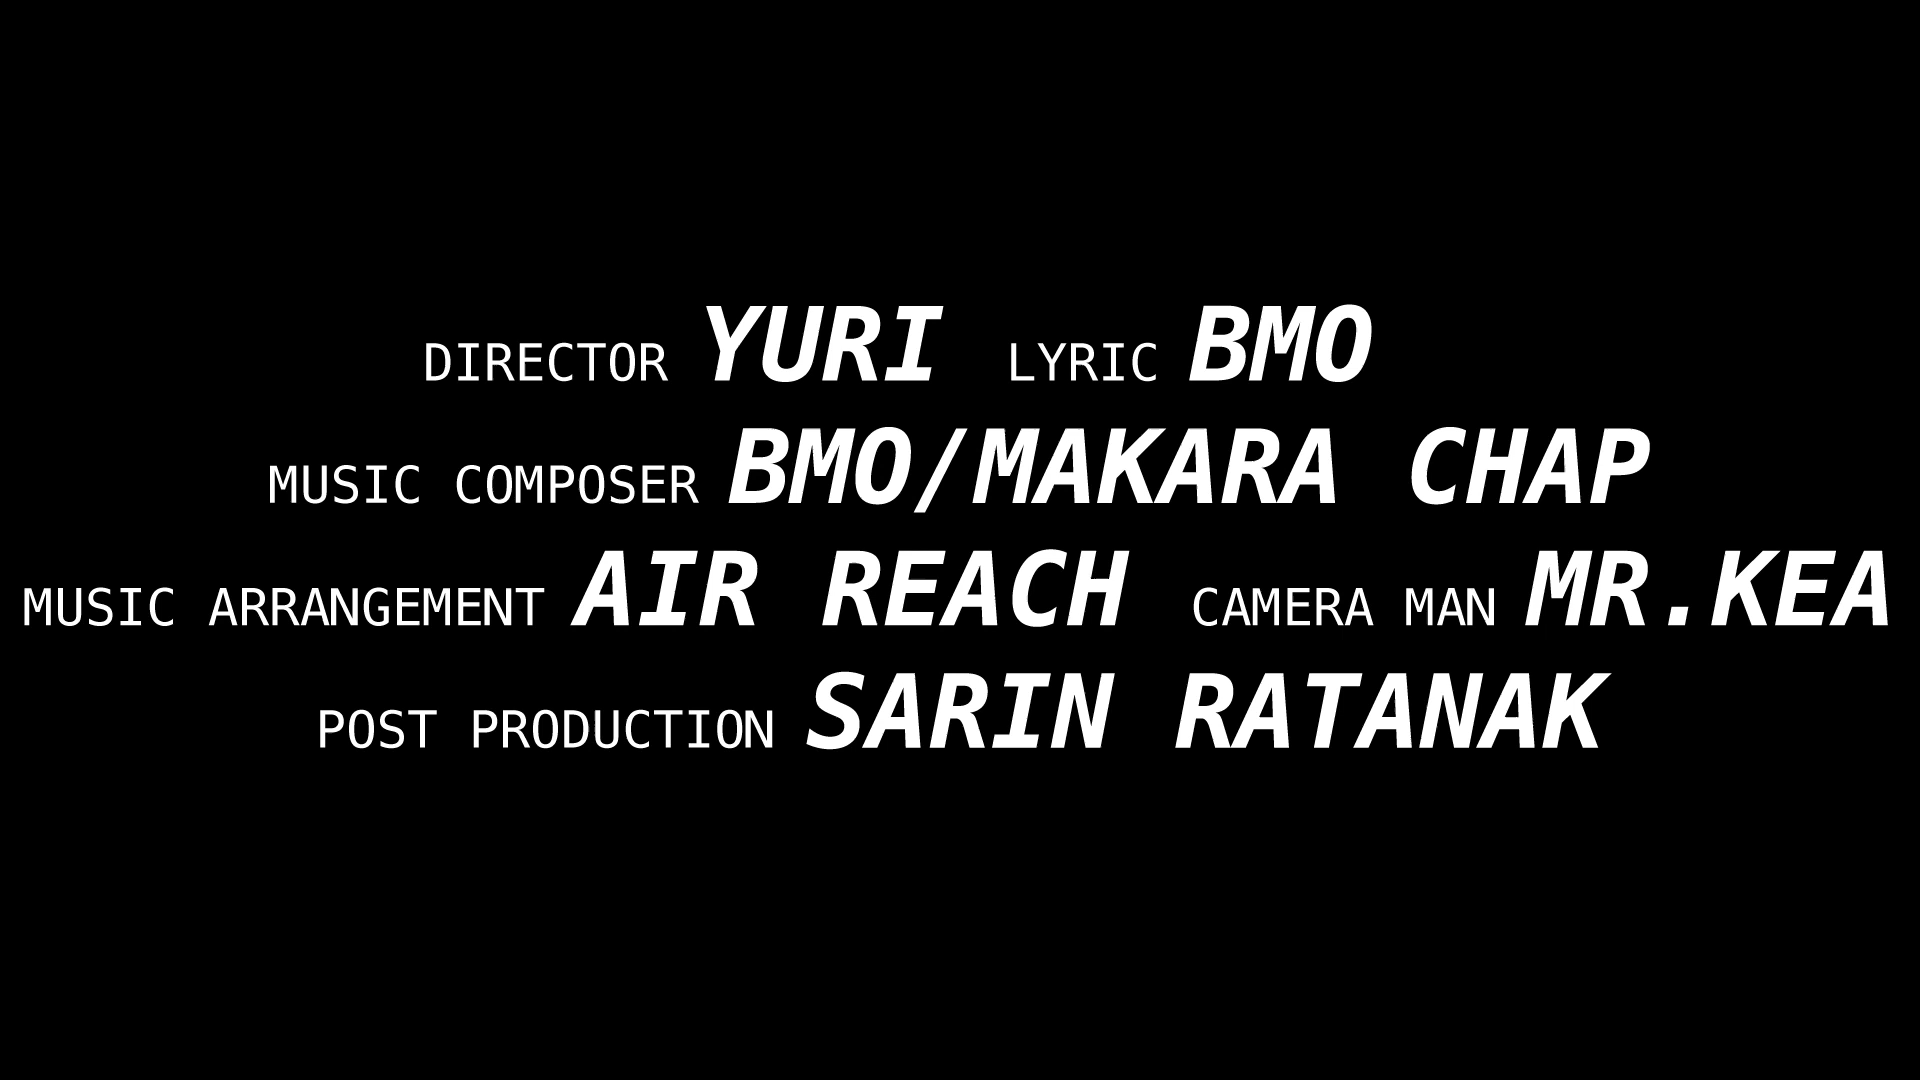 DIRECTOR YURI LYRIC BMO
MUSIC COMPOSER BMO/MAKARA CHAP
MUSIC ARRANGEMENT AIR REACH CAMERA MAN MR.KEA
POST PRODUCTION SARIN RATANAK